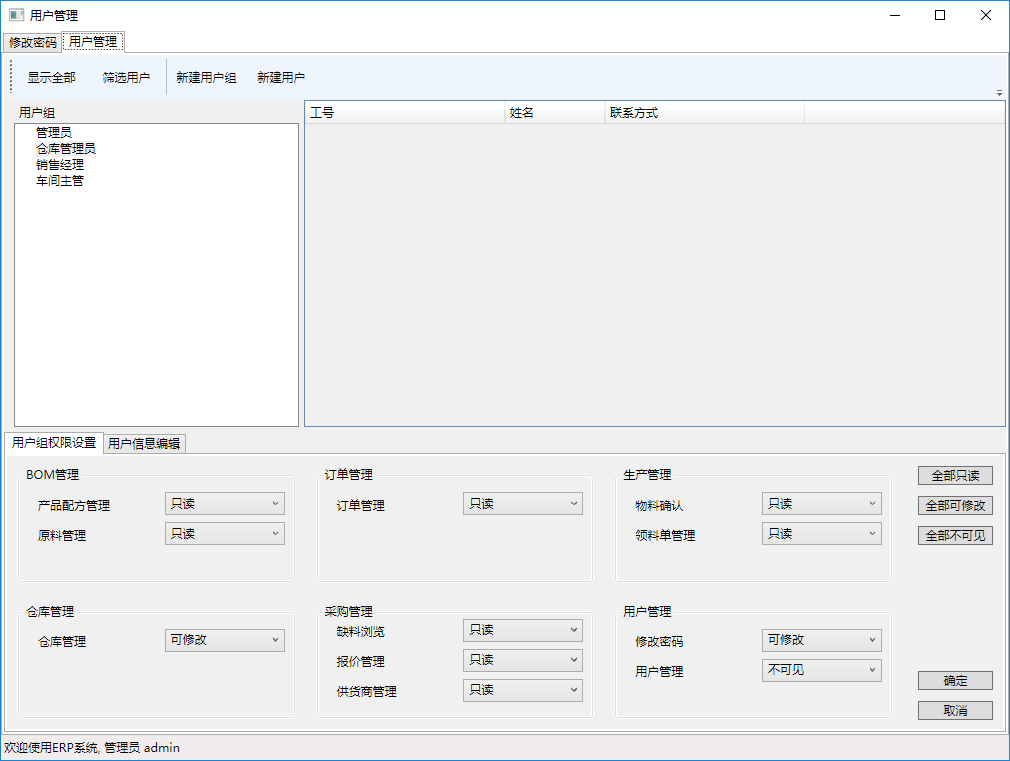 用户管理
修改密码 用户管理
显示全部 筛选用户 新建用户组 新建用户
用户组
工号 姓名 联系方式
管理员
仓库管理员
销售经理
车间主管
用户组权限设置 用户信息编辑
BOM管理 订单管理 生产管理
全部只读
产品配方管理 只读 订单管理 只读 物料确认 只读
全部可修改
原料管理 只读 领料单管理 只读
全部不可见
仓库管理 采购管理 用户管理
仓库管理 可修改 缺料浏览 只读 修改密码 可修改
报价管理 只读 用户管理 不可见
供货商管理 只读
确定
取消
欢迎使用ERP系统, 管理员 admin